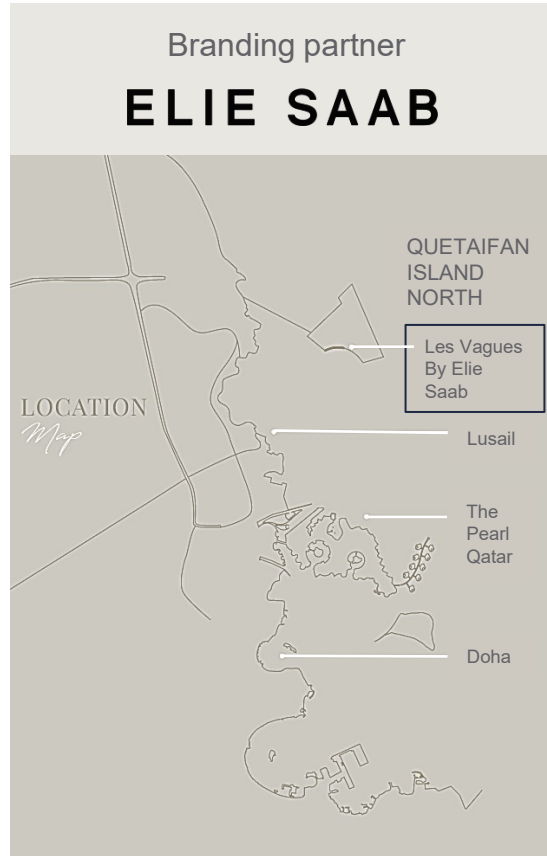 Branding partner
ELIE SAAB
QUETAIFAN
ISLAND
NORTH
Les Vagues
By Elie
Saab
LOCATION
Map
Lusail
The
Pearl
Qatar
Doha